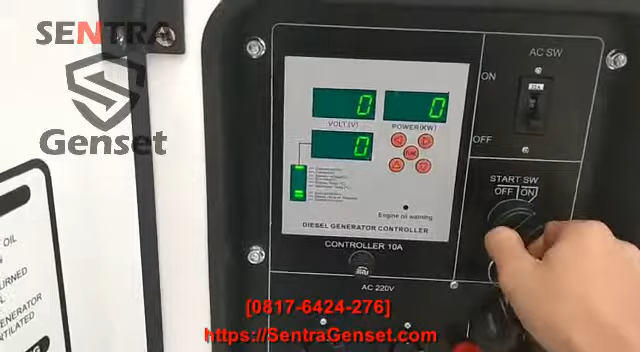 SENTRA
Genset
AC SW
ON
OFF
0
0
VOLT(V)
POWER(KW)
0
START SW
OFF ON
Engine oil warning
DIESEL GENERATOR CONTROLLER
CONTROLLER 10A
AC 220V
OIL
URNED
ENERATOR
NTILATED
[0817-6424-276]
https://SentraGenset.com